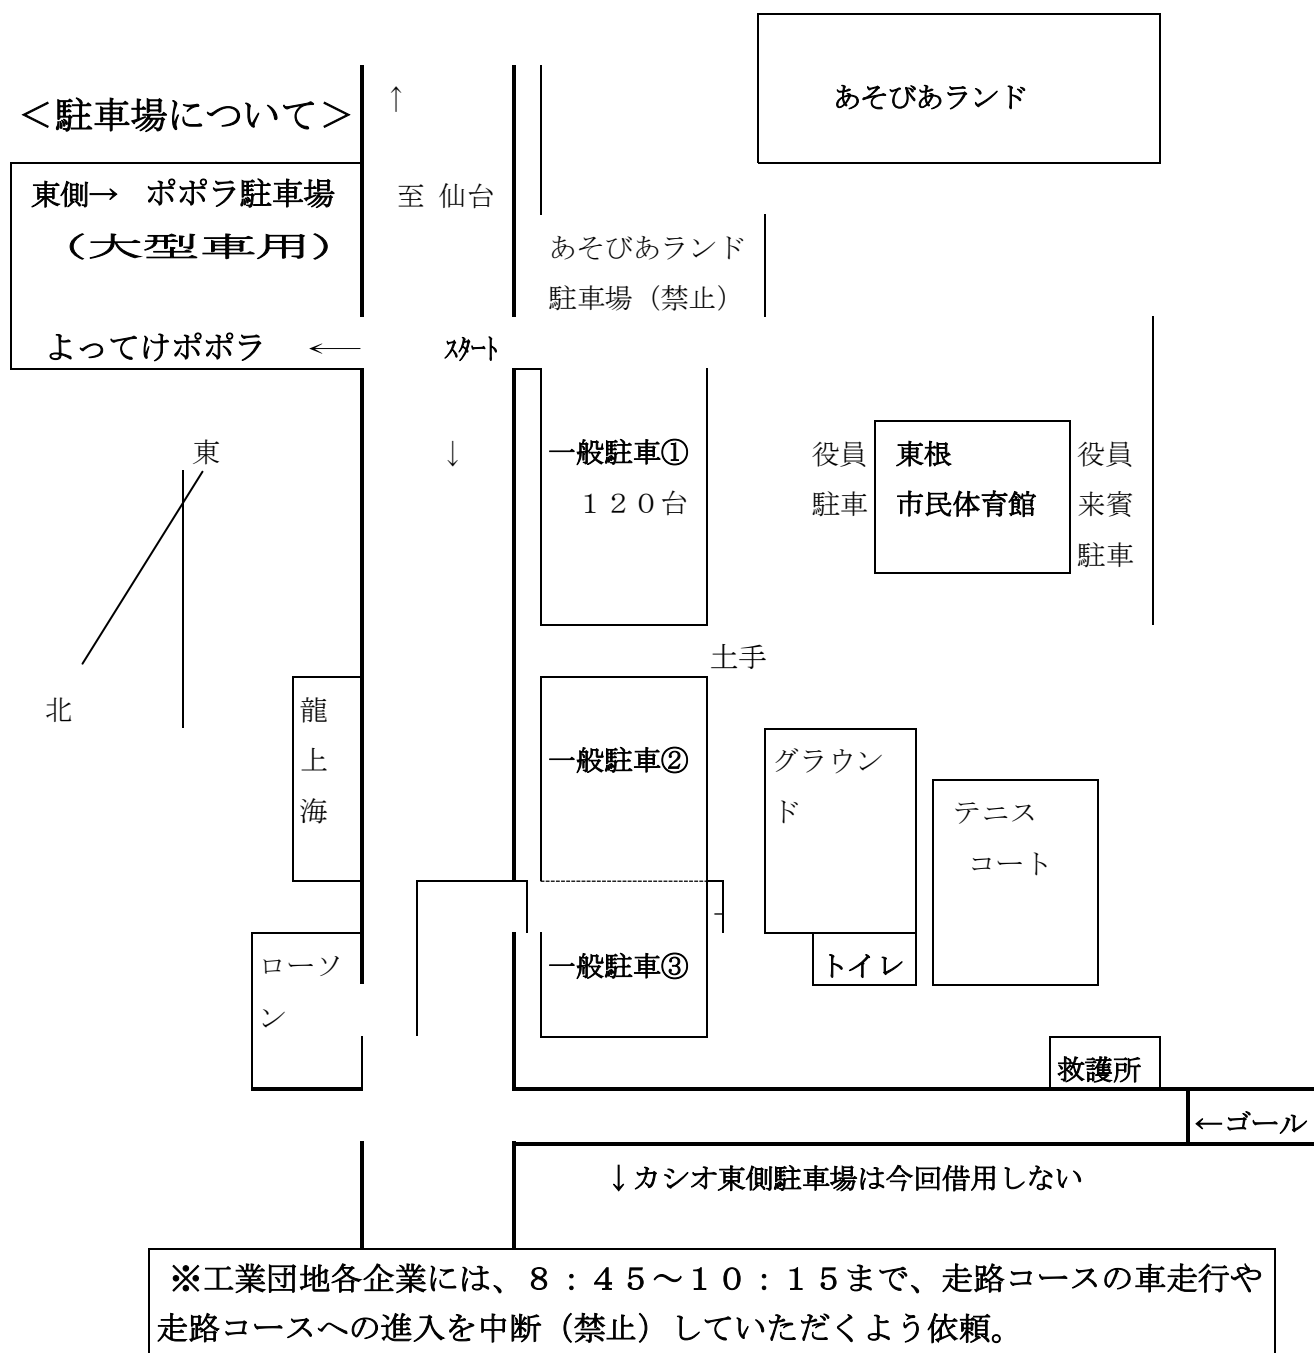 あそびあランド
＜駐車場について＞
↑
東側→　ポポラ駐車場
至 仙台
（大型車用）
あそびあランド
駐車場（禁止）
よってけポポラ　←
ｽﾀｰﾄ
東
↓
一般駐車①
１２０台
役員
駐車
東根
市民体育館
役員
来賓
駐車
土手
北
龍
上
海
一般駐車②
グラウン
ド
テニス
コート
ローソ
ン
一般駐車③
トイレ
救護所
←ゴール
↓カシオ東側駐車場は今回借用しない
※工業団地各企業には、８：４５～１０：１５まで、走路コースの車走行や
走路コースへの進入を中断（禁止）していただくよう依頼。